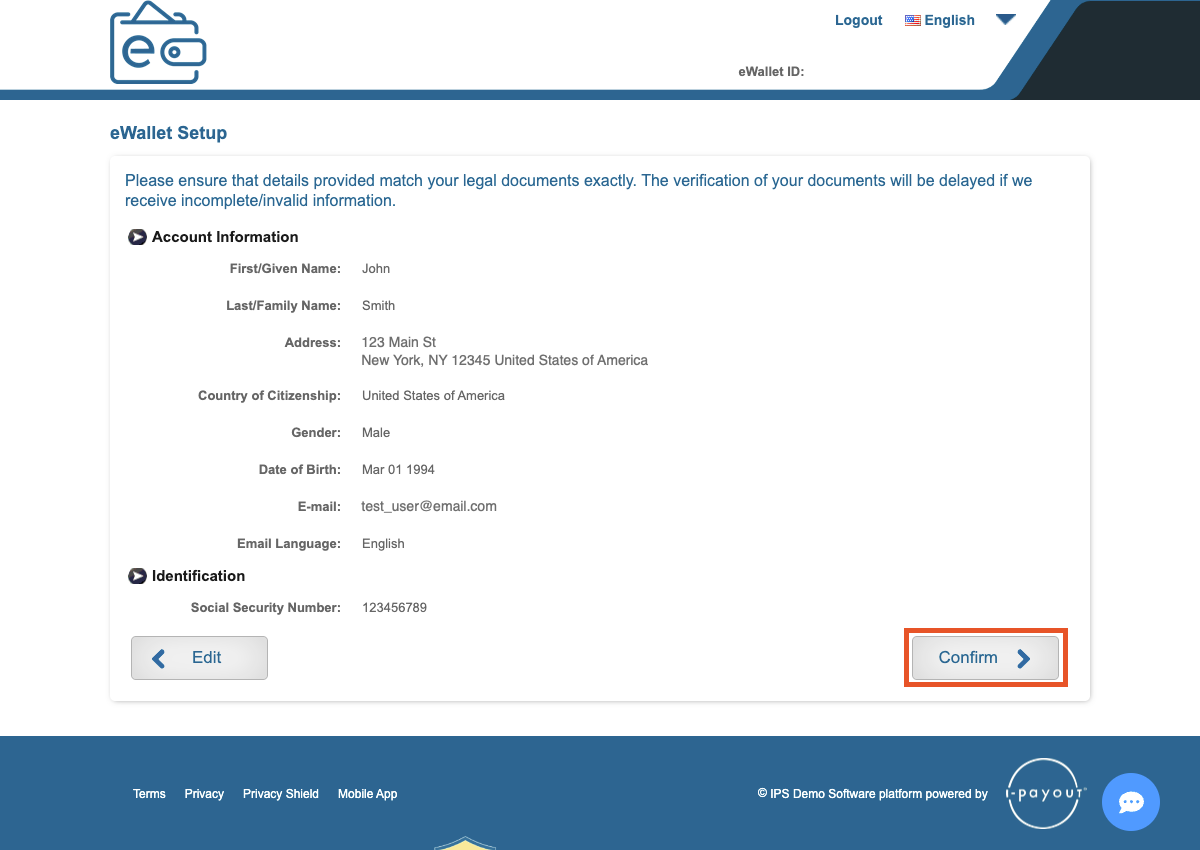 e
Logout English
eWallet ID:
eWallet Setup
Please ensure that details provided match your legal documents exactly. The verification of your documents will be delayed if we
receive incomplete/invalid information.
Account Information
First/Given Name: John
Last/Family Name: Smith
Address: 123 Main St
New York, NY 12345 United States of America
Country of Citizenship: United States of America
Gender: Male
Date of Birth: Mar 01 1994
E-mail: test_user@email.com
Email Language: English
Identification
Social Security Number: 123456789
Edit Confirm
Terms Privacy Privacy Shield Mobile App © IPS Demo Software platform powered by i-payout